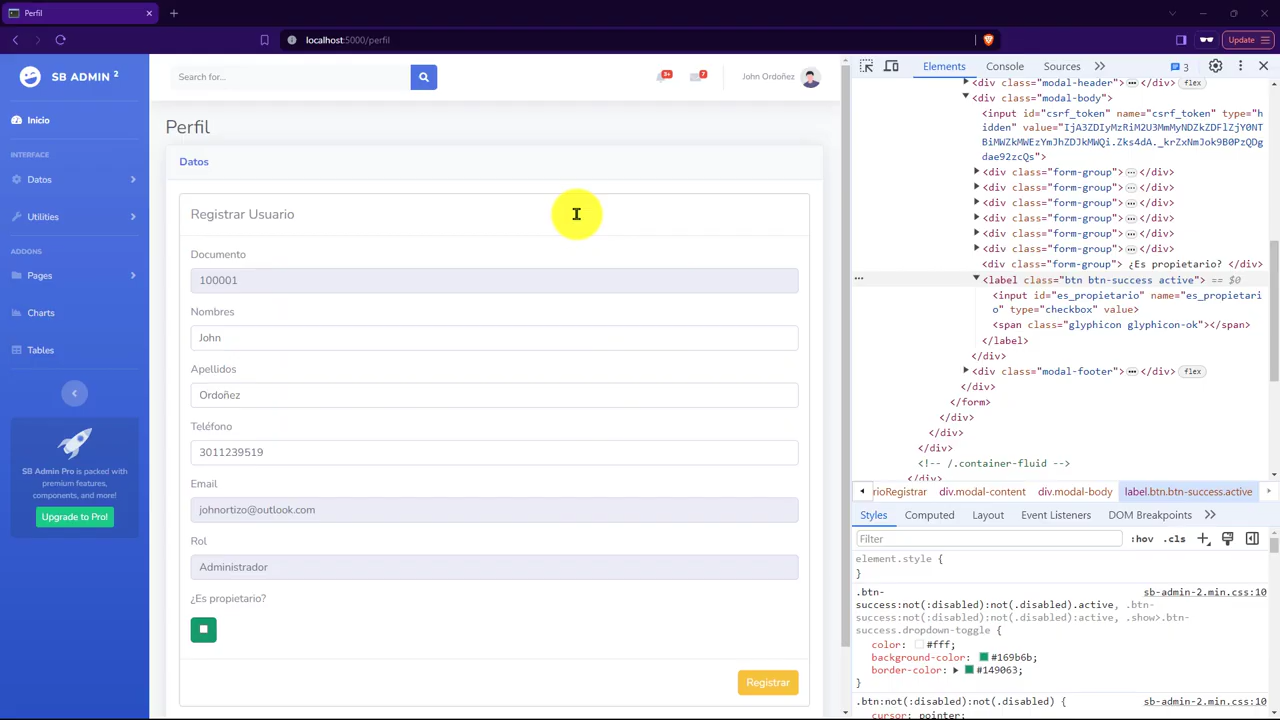 Perfil
localhost:5000/perfil
Update
SB ADMIN 2
Inicio
INTERFACE
Datos
Utilities
ADDONS
Pages
Charts
Tables
SB Admin Pro is packed with
premium features,
components, and more!
Upgrade to Pro!
Search for...
3+
7
John Ordoñez
Perfil
Datos
Registrar Usuario
Documento
100001
Nombres
John
Apellidos
Ordoñez
Teléfono
3011239519
Email
johnortizo@outlook.com
Rol
Administrador
¿Es propietario?
Registrar
Elements
Console
Sources
3
<div class="modal-header"> </div> flex
<div class="modal-body">
<input id="csrf_token" name="csrf_token" type="h
idden" value=
dae92zcQs">
<div class="form-group"> </div>
<div class="form-group"> </div>
<div class="form-group"> </div>
<div class="form-group"> </div>
<div class="form-group"> </div>
<div class="form-group"> </div>
<div class="form-group"> ¿Es propietario? </div>
<label class="btn btn-success active"> == $0
<input id="es_propietario" name="es_propietari
o" type="checkbox" value>
<span class="glyphicon glyphicon-ok"></span>
</label>
</div>
<div class="modal-footer"> </div> flex
</div>
</form>
</div>
</div>
</div>
<!-- /.container-fluid -->
</div>
rioRegistrar div.modal-content div.modal-body label.btn.btn-success.active
Styles Computed Layout Event Listeners DOM Breakpoints
Filter
:hov .cls
element.style {
}
.btn- sb-admin-2.min.css:10
success:not(:disabled):not(.disabled).active, .btn-
success:not(:disabled):not(.disabled):active, .show>.btn-
success.dropdown-toggle {
color: #fff;
background-color: #169b6b;
border-color: #149063;
}
.btn:not(:disabled):not(.disabled) { sb-admin-2.min.css:10
cursor: pointer;